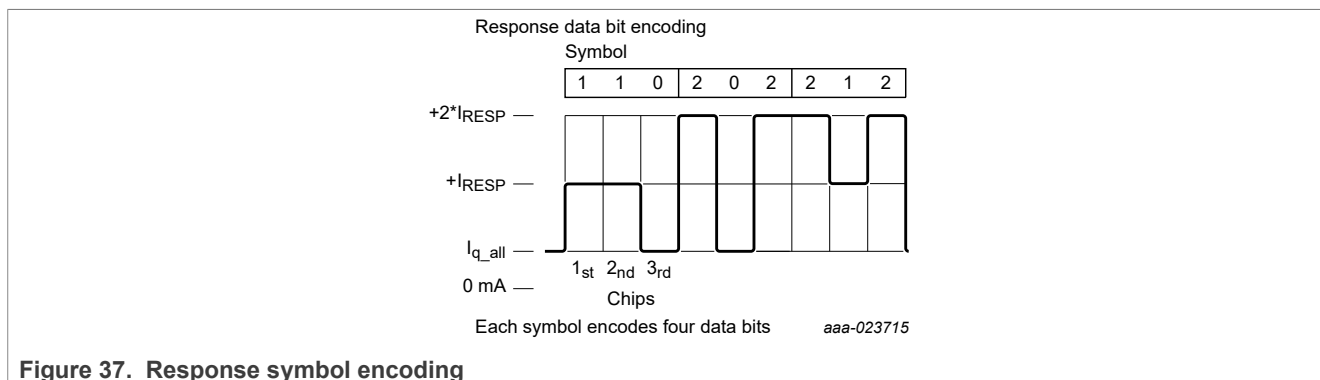 Response data bit encoding
Symbol
1 1 0 2 0 2 2 1 2
+2*IRESP
+IRESP
Iq_all
1st 2nd 3rd
0 mA
Chips
Each symbol encodes four data bits aaa-023715
Figure 37. Response symbol encoding